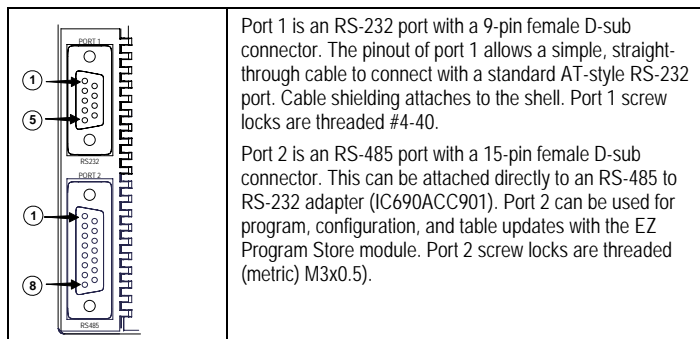 PORT 1
1
5
RS232
PORT 2
1
8
RS485
Port 1 is an RS-232 port with a 9-pin female D-sub
connector. The pinout of port 1 allows a simple, straight-
through cable to connect with a standard AT-style RS-232
port. Cable shielding attaches to the shell. Port 1 screw
locks are threaded #4-40.
Port 2 is an RS-485 port with a 15-pin female D-sub
connector. This can be attached directly to an RS-485 to
RS-232 adapter (IC690ACC901). Port 2 can be used for
program, configuration, and table updates with the EZ
Program Store module. Port 2 screw locks are threaded
(metric) M3x0.5).